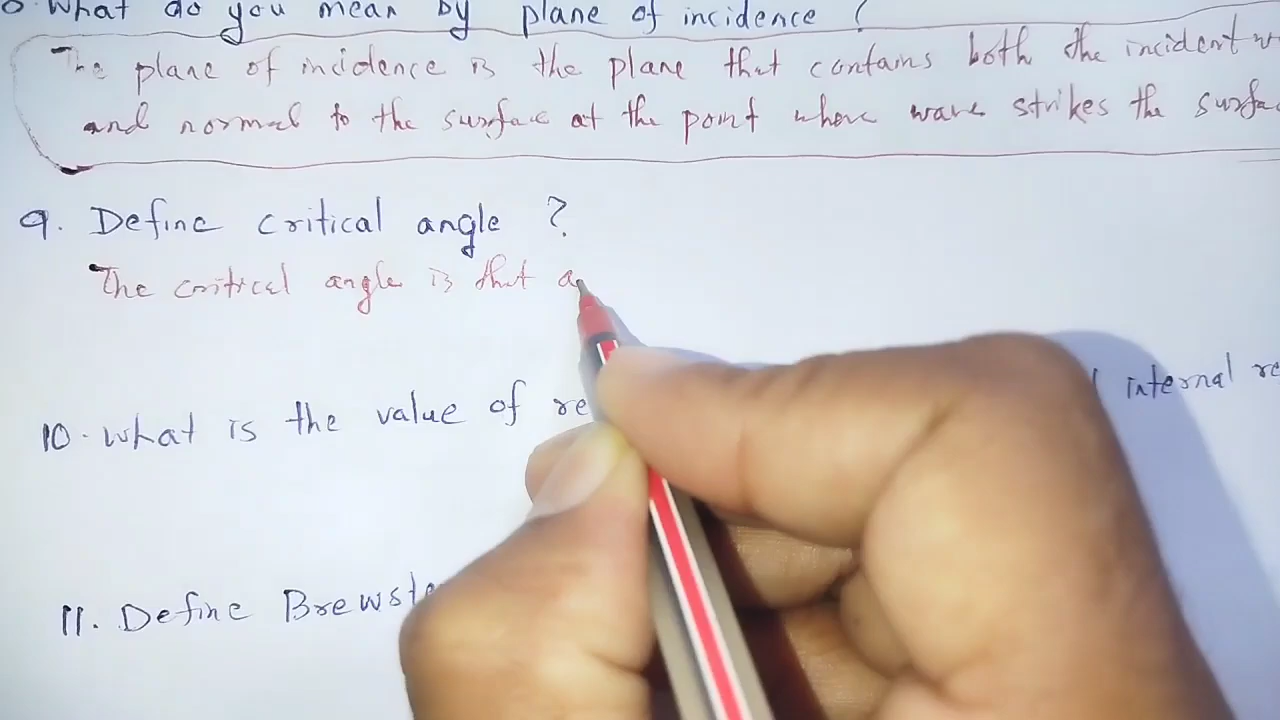 What do you mean by plane of incidence ?
The plane of incidence is the plane that contains both the incident
and normal to the surface at the point where wave strikes the surfac
9. Define critical angle ?
The critical angle is that a
10. What is the value of re internal re
11. Define Brewste